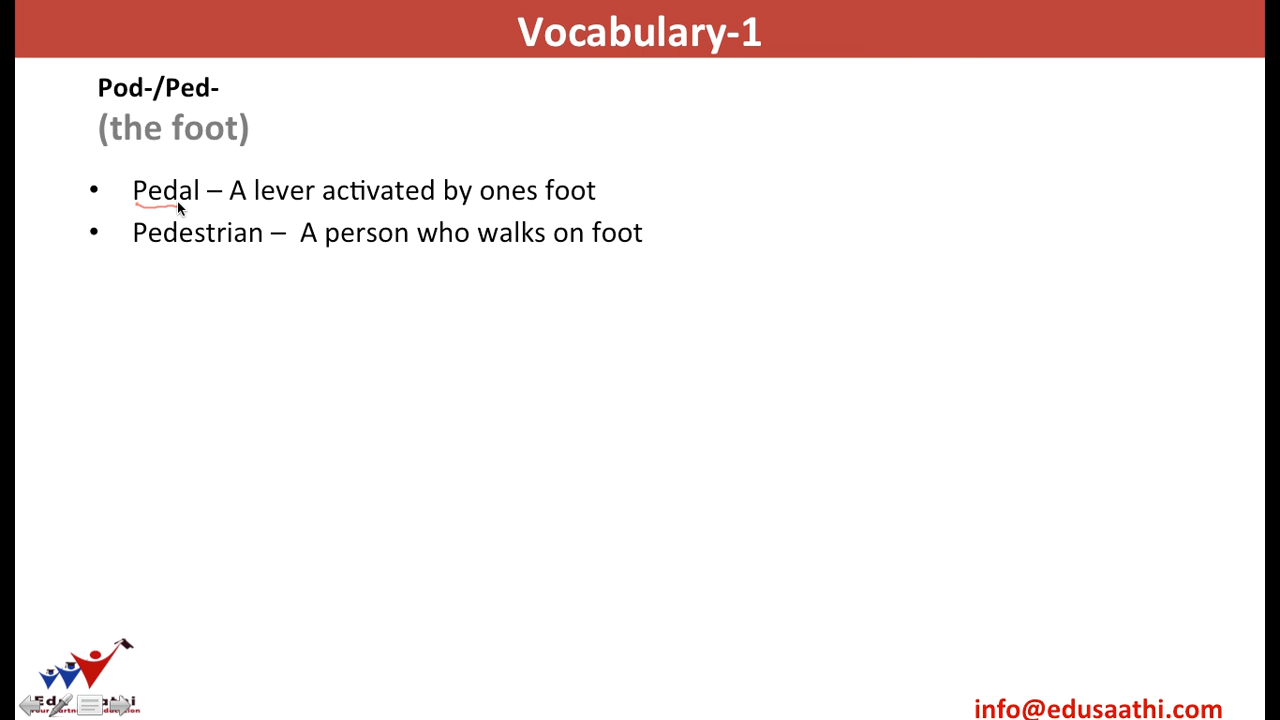 Vocabulary-1
Pod-/Ped-
(the foot)
• Pedal – A lever activated by ones foot
• Pedestrian – A person who walks on foot
info@edusaathi.com